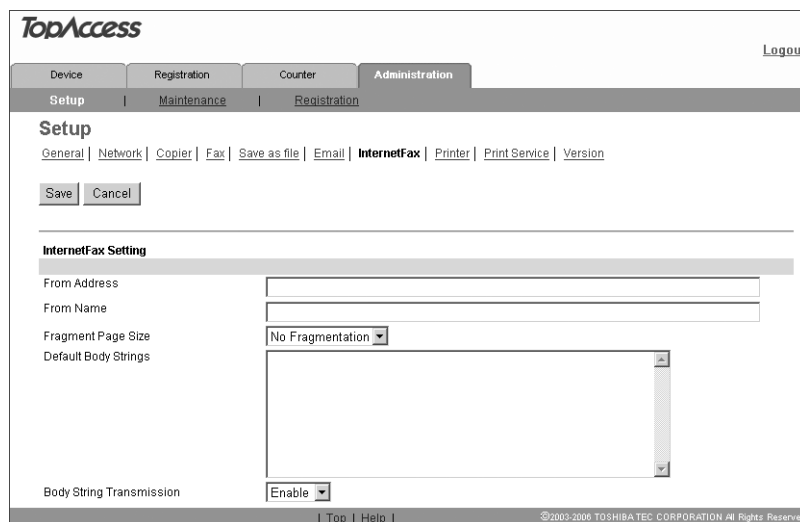 TopAccess
Logou
Device Registration Counter Administration
Setup | Maintenance | Registration
Setup
General | Network | Copier | Fax | Save as file | Email | InternetFax | Printer | Print Service | Version
Save Cancel
InternetFax Setting
From Address
From Name
Fragment Page Size No Fragmentation
Default Body Strings
Body String Transmission Enable
| Top | Help | ©2003-2006 TOSHIBA TEC CORPORATION All Rights Reserve